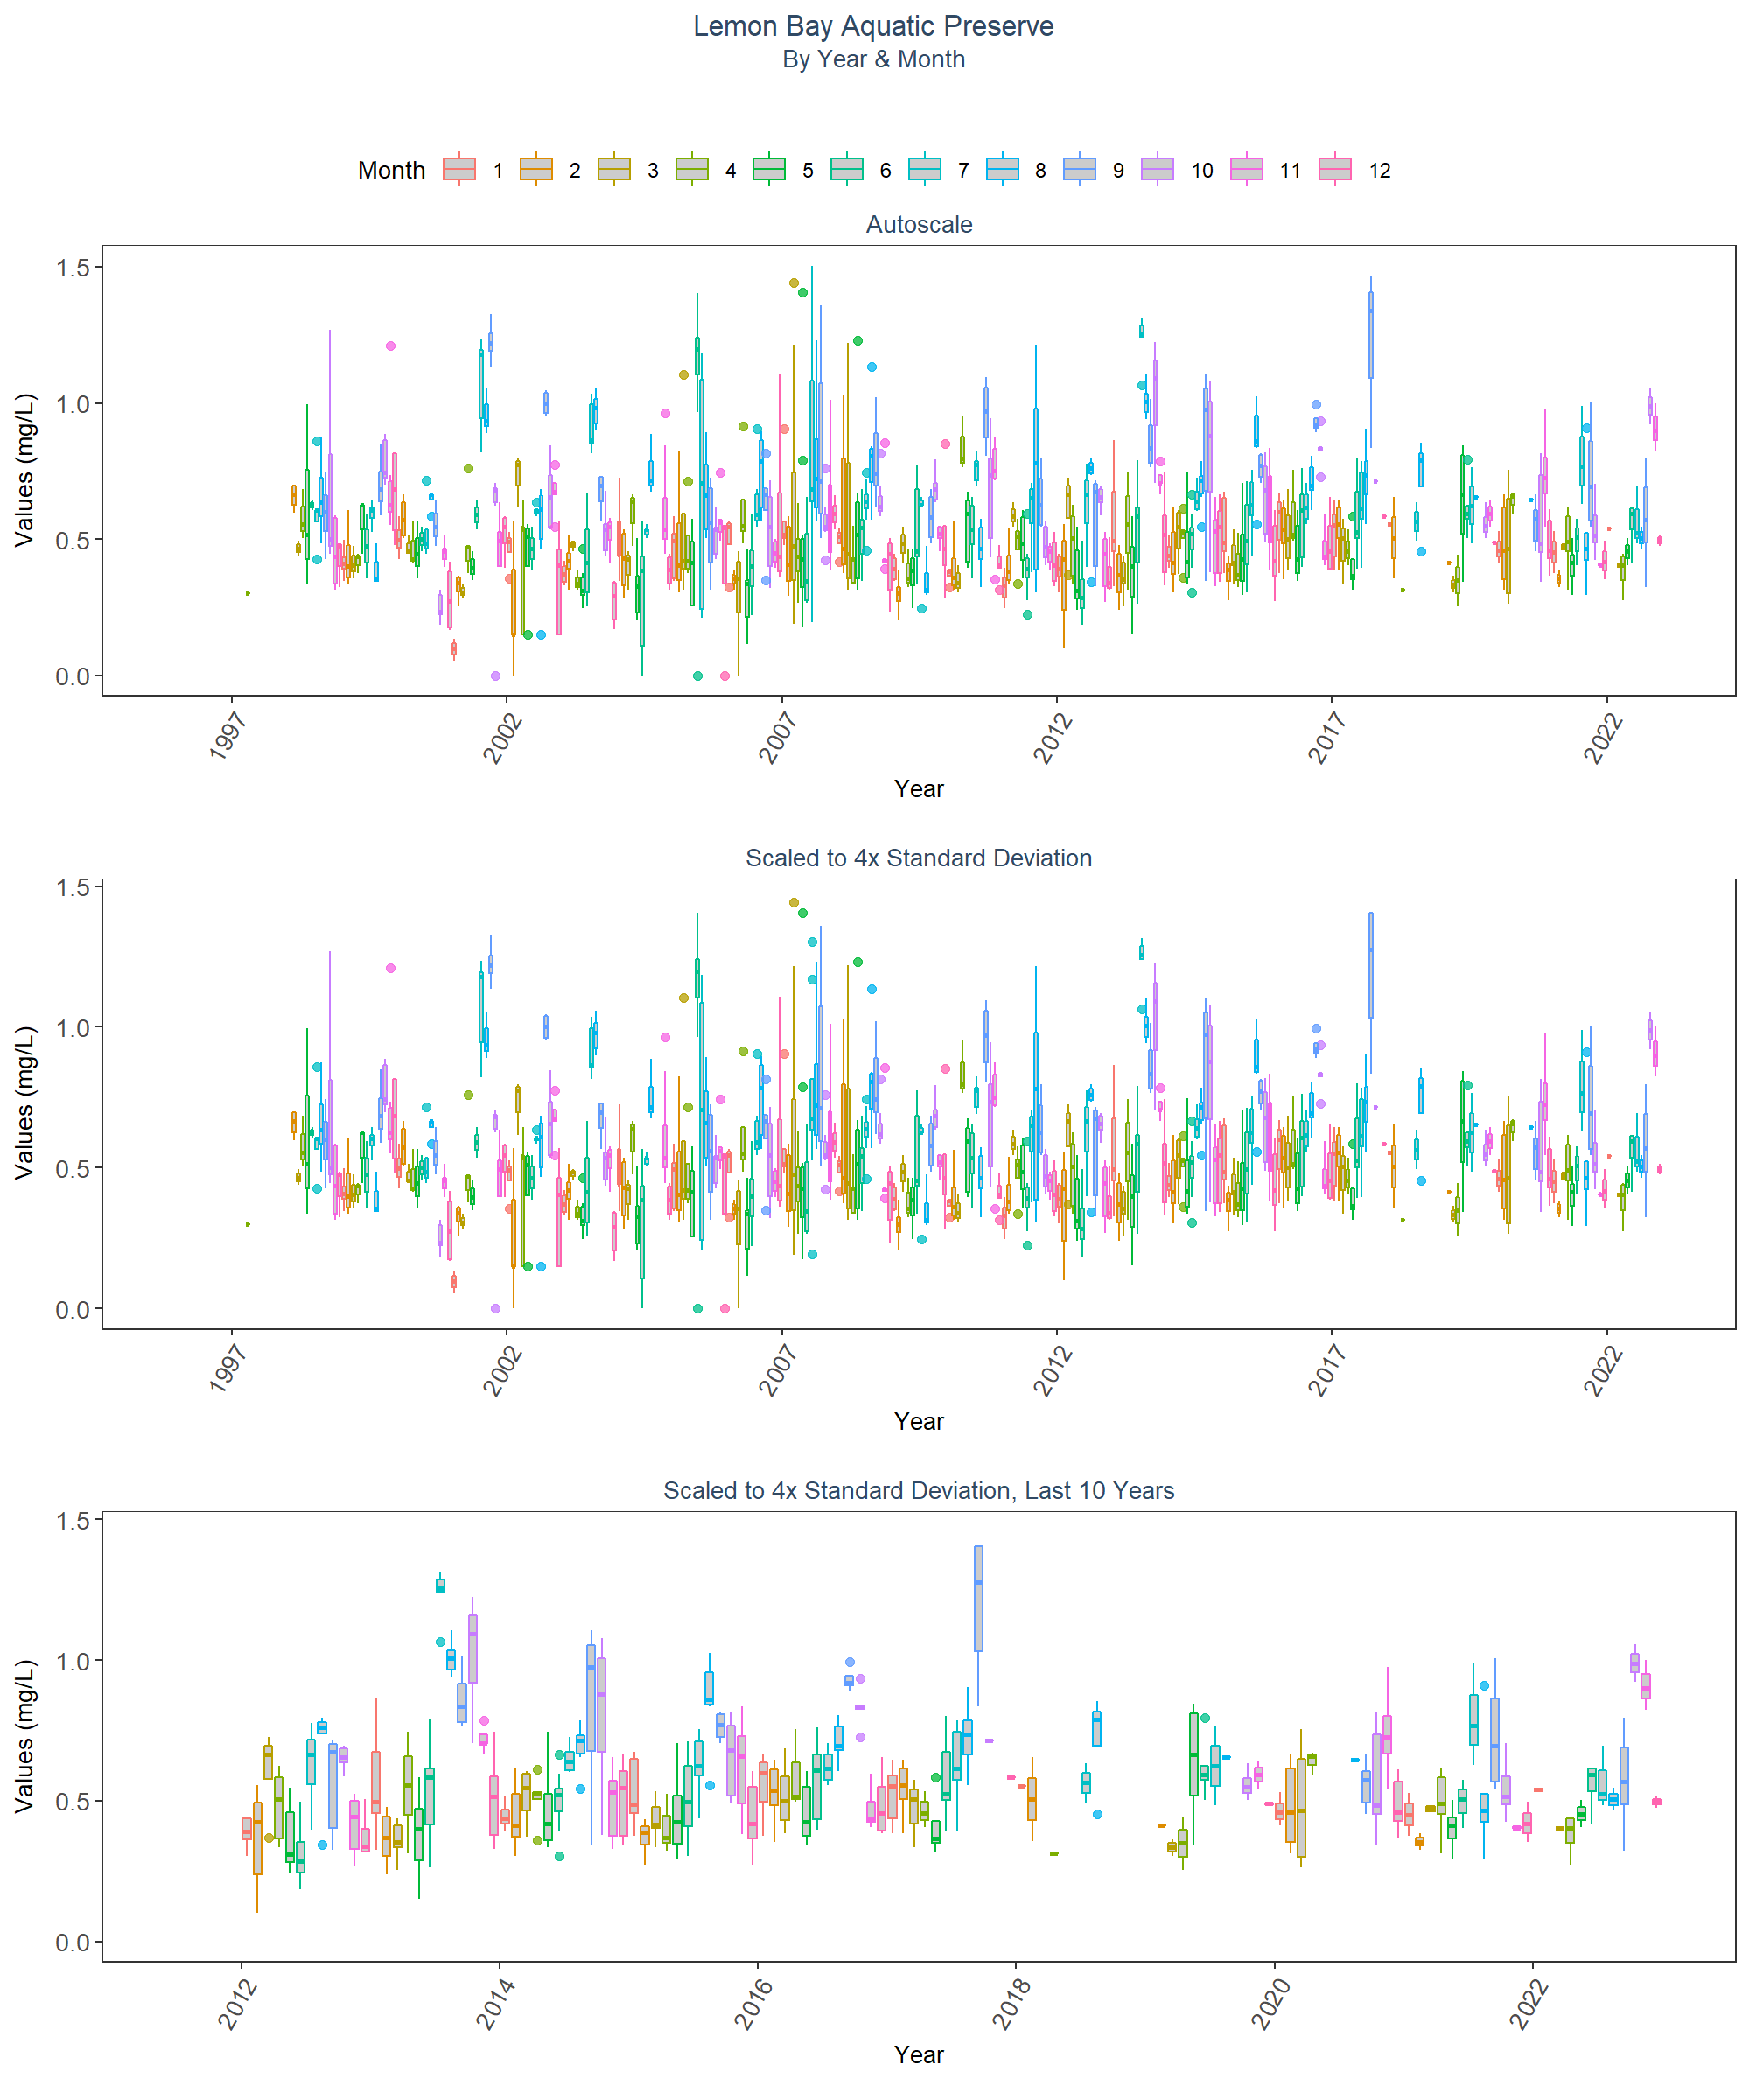 Lemon Bay Aquatic Preserve
By Year & Month
Month 1 2 3 4 5 6 7 8 9 10 11 12
Autoscale
Values (mg/L)
1.5
1.0
0.5
0.0
1997 2002 2007 2012 2017 2022
Year
Scaled to 4x Standard Deviation
Values (mg/L)
1.5
1.0
0.5
0.0
1997 2002 2007 2012 2017 2022
Year
Scaled to 4x Standard Deviation, Last 10 Years
Values (mg/L)
1.5
1.0
0.5
0.0
2012 2014 2016 2018 2020 2022
Year